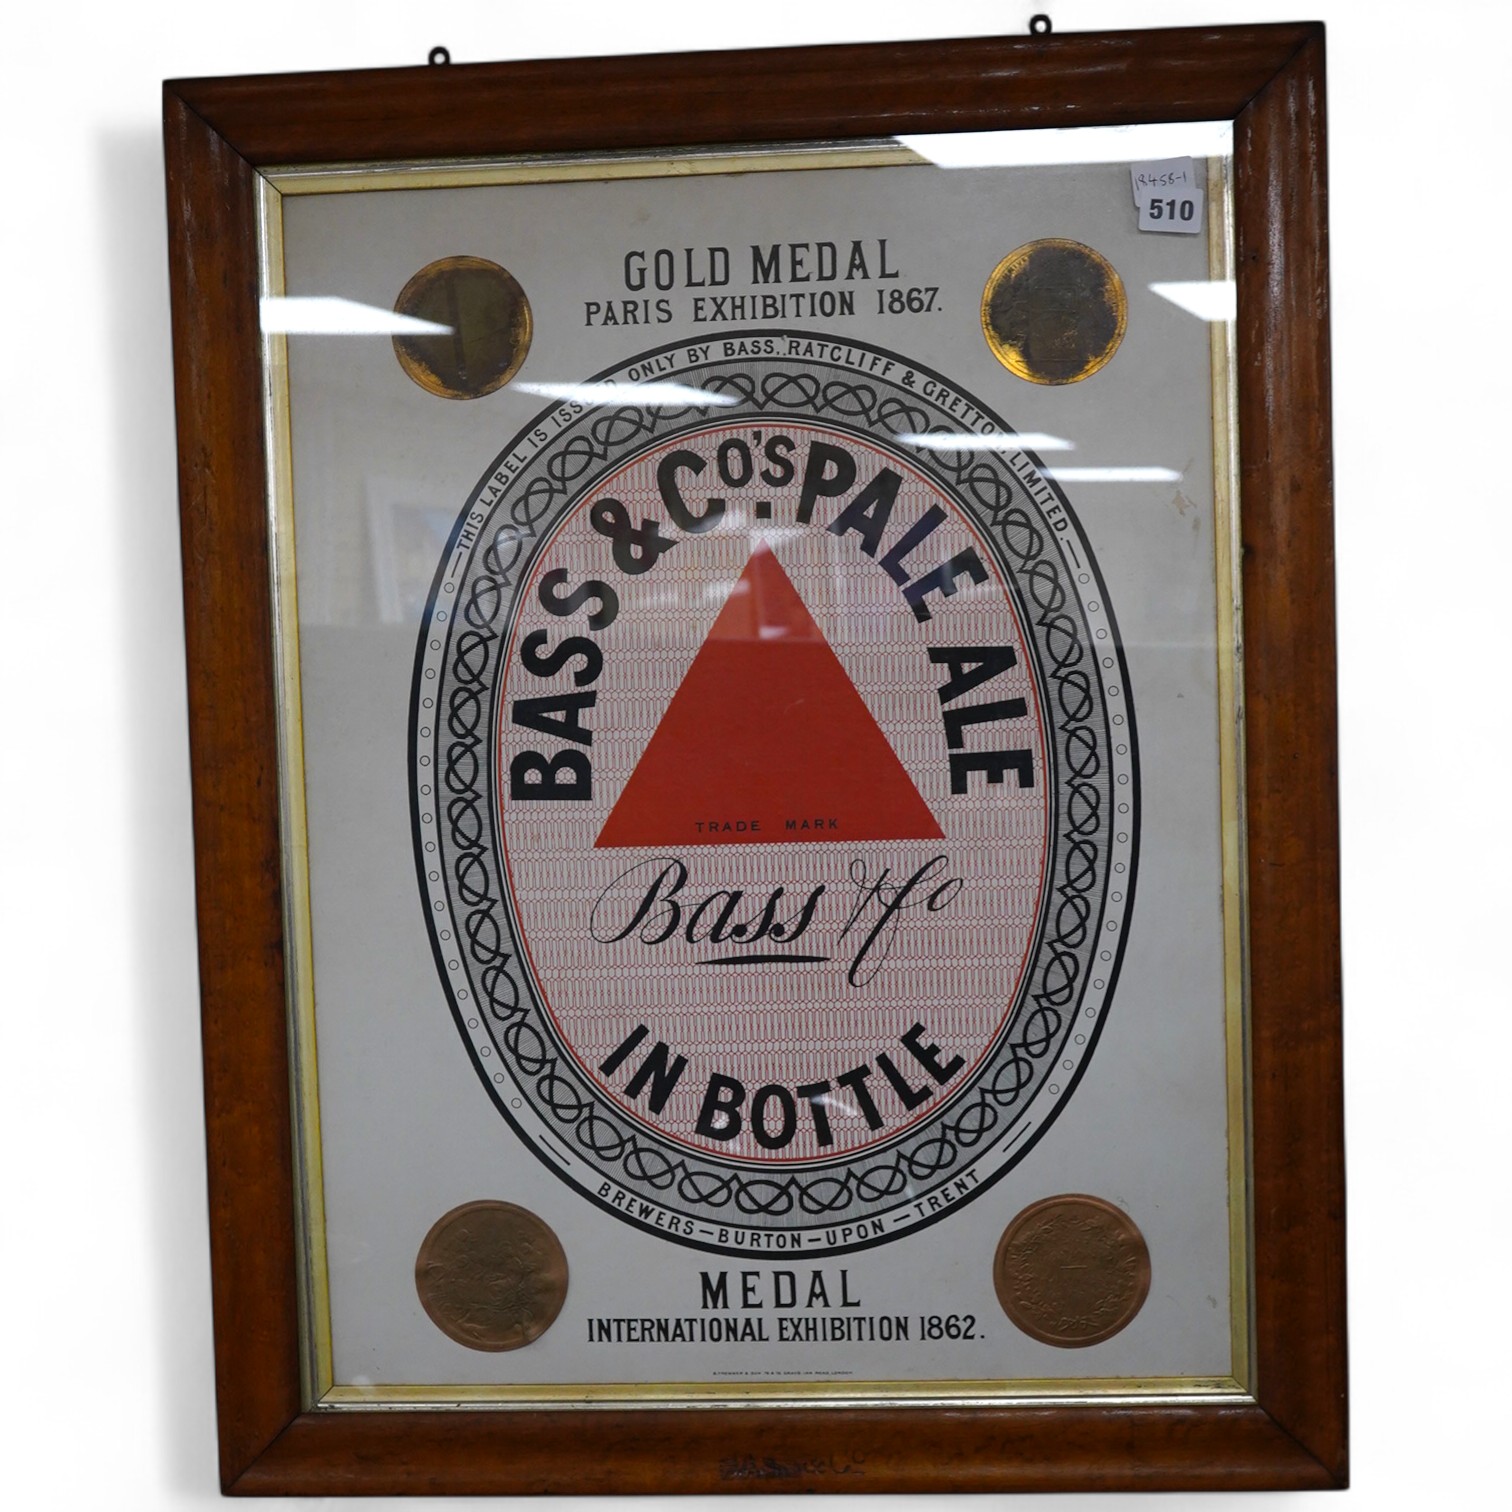 18458-1
510
GOLD MEDAL
PARIS EXHIBITION 1867.
THIS LABEL IS ISSUED ONLY BY BASS, RATCLIFF & GRETTON LIMITED.
BASS & CO'S PALE ALE
TRADE MARK
Bass & Co
IN BOTTLE
BREWERS-BURTON-UPON-TRENT
MEDAL
INTERNATIONAL EXHIBITION 1862.